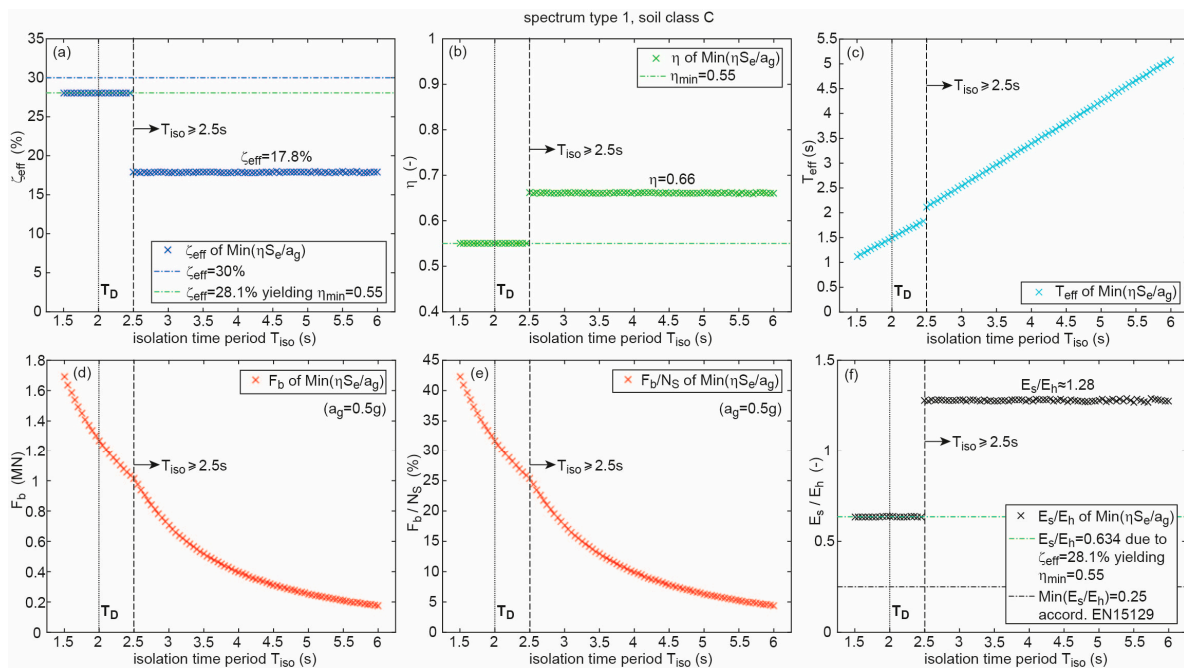 spectrum type 1, soil class C
(a)
35
30
25
20
15
10
5
0
ζeff (%)
Tiso ≥ 2.5s
ζeff=17.8%
ζeff of Min(ηSe/ag)
ζeff=30%
ζeff=28.1% yielding ηmin=0.55
TD
1.5 2 2.5 3 3.5 4 4.5 5 5.5 6
isolation time period Tiso (s)
(b)
1
0.9
0.8
0.7
0.6
0.5
0.4
η (-)
η of Min(ηSe/ag)
ηmin=0.55
Tiso ≥ 2.5s
η=0.66
TD
1.5 2 2.5 3 3.5 4 4.5 5 5.5 6
isolation time period Tiso (s)
(c)
5.5
5
4.5
4
3.5
3
2.5
2
1.5
1
0.5
0
Teff (s)
Tiso ≥ 2.5s
TD
Teff of Min(ηSe/ag)
1.5 2 2.5 3 3.5 4 4.5 5 5.5 6
isolation time period Tiso (s)
(d)
1.8
1.6
1.4
1.2
1
0.8
0.6
0.4
0.2
0
Fb (MN)
Fb of Min(ηSe/ag)
(ag=0.5g)
Tiso ≥ 2.5s
TD
1.5 2 2.5 3 3.5 4 4.5 5 5.5 6
isolation time period Tiso (s)
(e)
45
40
35
30
25
20
15
10
5
0
Fb / NS (%)
Fb/NS of Min(ηSe/ag)
(ag=0.5g)
Tiso ≥ 2.5s
TD
1.5 2 2.5 3 3.5 4 4.5 5 5.5 6
isolation time period Tiso (s)
(f)
1.5
1
0.5
0
Es / Eh (-)
Es/Eh≈1.28
Tiso ≥ 2.5s
Es/Eh of Min(ηSe/ag)
Es/Eh=0.634 due to
ζeff=28.1% yielding
ηmin=0.55
Min(Es/Eh)=0.25
accord. EN15129
TD
1.5 2 2.5 3 3.5 4 4.5 5 5.5 6
isolation time period Tiso (s)